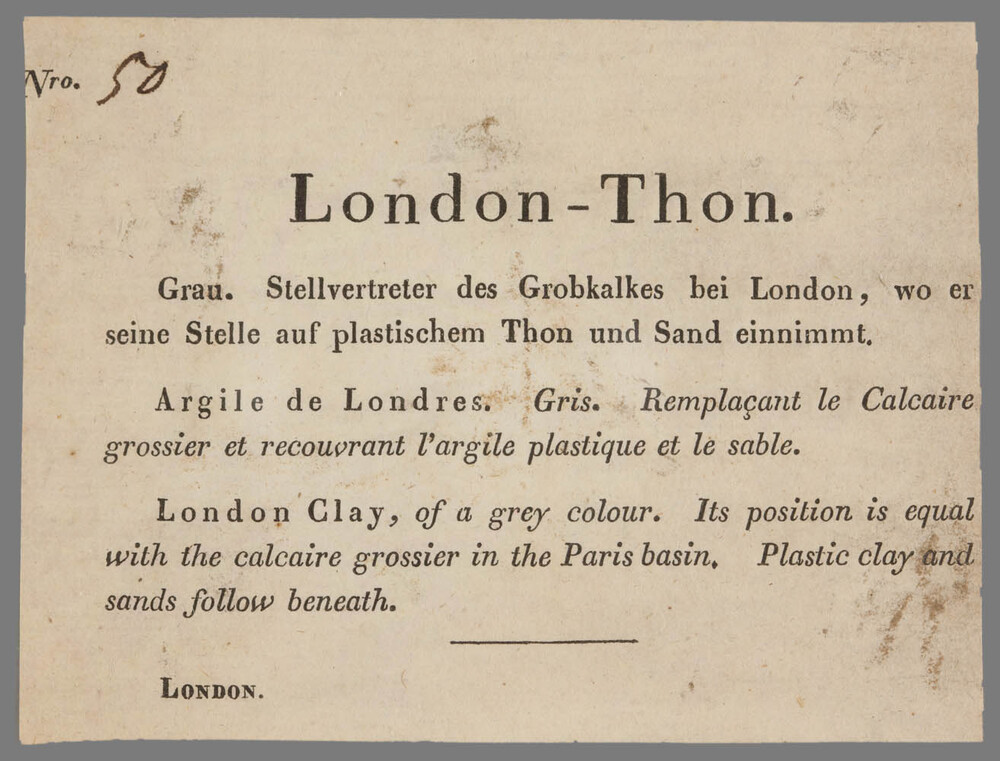 Nro. 50
London-Thon.
Grau. Stellvertreter des Grobkalkes bei London, wo er
seine Stelle auf plastischem Thon und Sand einnimmt.
Argile de Londres. Gris. Remplaçant le Calcaire
grossier et recouvrant l'argile plastique et le sable.
London Clay, of a grey colour. Its position is equal
with the calcaire grossier in the Paris basin. Plastic clay and
sands follow beneath.
LONDON.